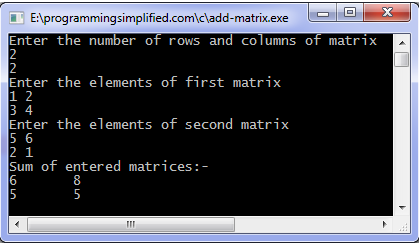 E:\programmingsimplified.com\c\add-matrix.exe
Enter the number of rows and columns of matrix
2
2
Enter the elements of first matrix
1 2
3 4
Enter the elements of second matrix
5 6
2 1
Sum of entered matrices:-
6 8
5 5